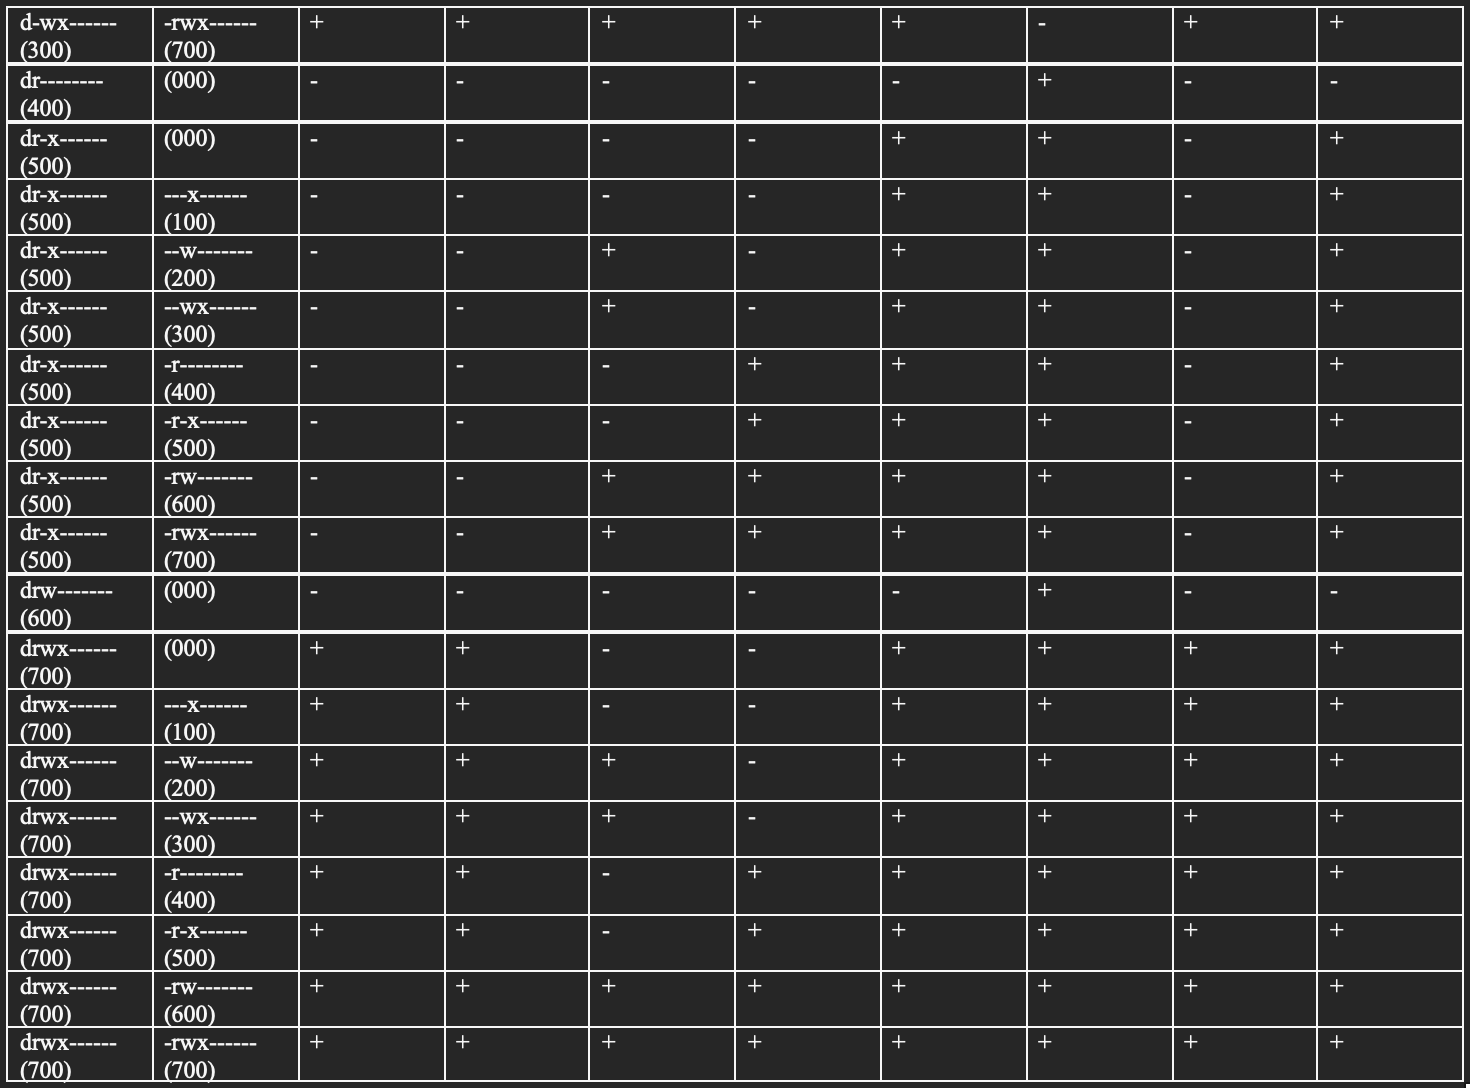 d-wx------ -rwx------ + + + + + - + +
(300) (700)
dr-------- (000) - - - - - + - -
(400)
dr-x------ (000) - - - - + + - +
(500)
dr-x------ ---x------ - - - - + + - +
(500) (100)
dr-x------ --w------- - - + - + + - +
(500) (200)
dr-x------ --wx------ - - + - + + - +
(500) (300)
dr-x------ -r-------- - - - + + + - +
(500) (400)
dr-x------ -r-x------ - - - + + + - +
(500) (500)
dr-x------ -rw------- - - + + + + - +
(500) (600)
dr-x------ -rwx------ - - + + + + - +
(500) (700)
drw------- (000) - - - - - + - -
(600)
drwx------ (000) + + - - + + + +
(700)
drwx------ ---x------ + + - - + + + +
(700) (100)
drwx------ --w------- + + + - + + + +
(700) (200)
drwx------ --wx------ + + + - + + + +
(700) (300)
drwx------ -r-------- + + - + + + + +
(700) (400)
drwx------ -r-x------ + + - + + + + +
(700) (500)
drwx------ -rw------- + + + + + + + +
(700) (600)
drwx------ -rwx------ + + + + + + + +
(700) (700)